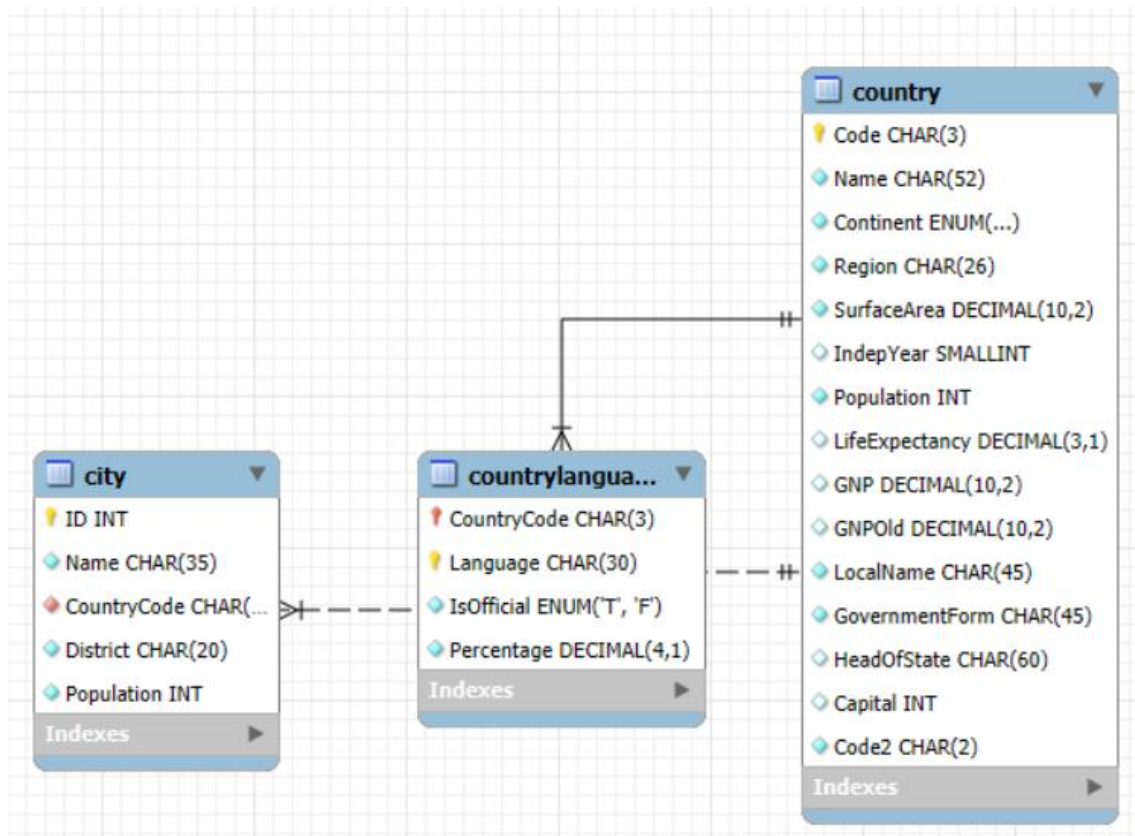 country
Code CHAR(3)
Name CHAR(52)
Continent ENUM(...)
Region CHAR(26)
SurfaceArea DECIMAL(10,2)
IndepYear SMALLINT
Population INT
LifeExpectancy DECIMAL(3,1)
GNP DECIMAL(10,2)
GNPOld DECIMAL(10,2)
LocalName CHAR(45)
GovernmentForm CHAR(45)
HeadOfState CHAR(60)
Capital INT
Code2 CHAR(2)
Indexes
city
ID INT
Name CHAR(35)
CountryCode CHAR(...
District CHAR(20)
Population INT
Indexes
countrylangua...
CountryCode CHAR(3)
Language CHAR(30)
IsOfficial ENUM('T', 'F')
Percentage DECIMAL(4,1)
Indexes